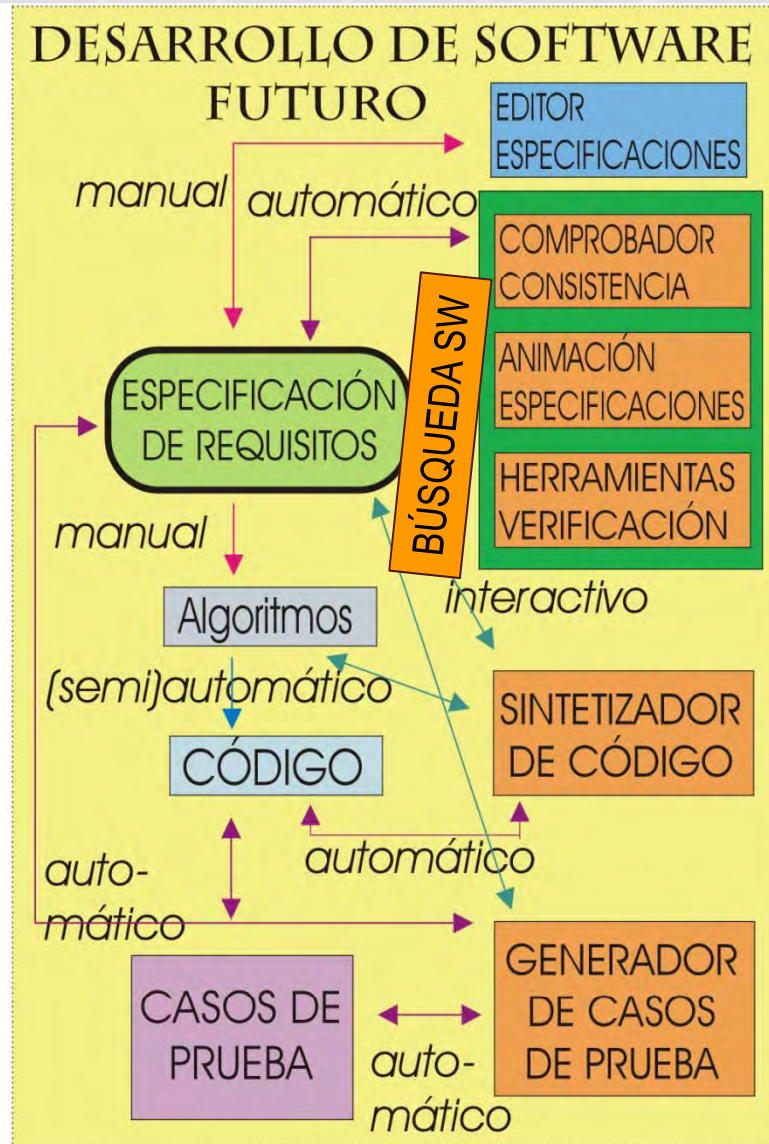 DESARROLLO DE SOFTWARE
FUTURO
EDITOR
ESPECIFICACIONES
manual
automático
COMPROBADOR
CONSISTENCIA
BÚSQUEDA SW
ANIMACIÓN
ESPECIFICACIONES
ESPECIFICACIÓN
DE REQUISITOS
HERRAMIENTAS
VERIFICACIÓN
manual
interactivo
Algoritmos
(semi)automático
SINTETIZADOR
DE CÓDIGO
CÓDIGO
automático
auto-
mático
GENERADOR
DE CASOS
DE PRUEBA
CASOS DE
PRUEBA
auto-
mático